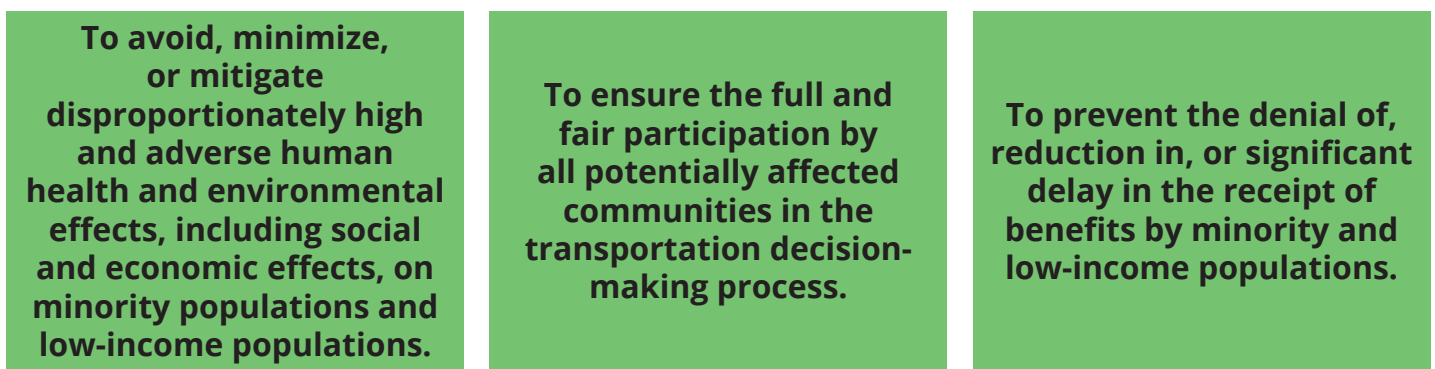 To avoid, minimize,
or mitigate
disproportionately high
and adverse human
health and environmental
effects, including social
and economic effects, on
minority populations and
low-income populations.
To ensure the full and
fair participation by
all potentially affected
communities in the
transportation decision-
making process.
To prevent the denial of,
reduction in, or significant
delay in the receipt of
benefits by minority and
low-income populations.